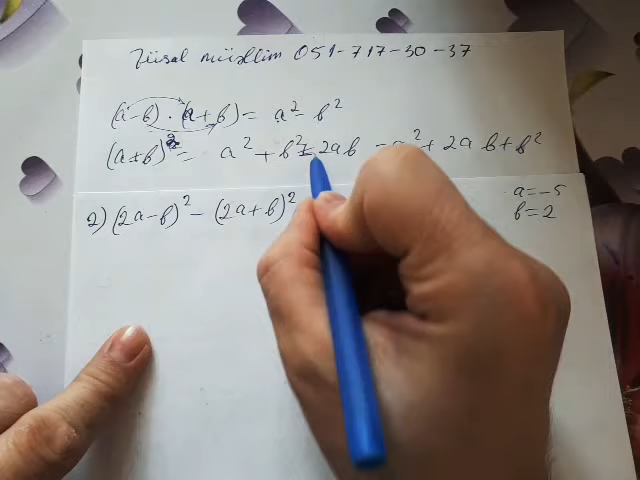 Züsal müəllim 051-717-30-37
(a-b)·(a+b)= a²-b²
(a±b)²= a²+b²±2ab = a²+2ab+b²
2) (2a-b)²-(2a+b)²
a=-5
b=2